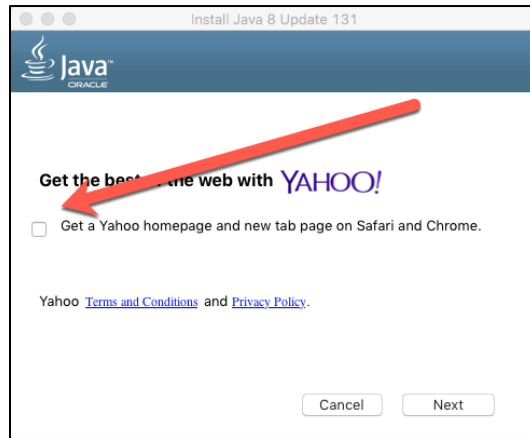 Install Java 8 Update 131
Java™
ORACLE
Get the best the web with YAHOO!
Get a Yahoo homepage and new tab page on Safari and Chrome.
Yahoo Terms and Conditions and Privacy Policy.
Cancel Next